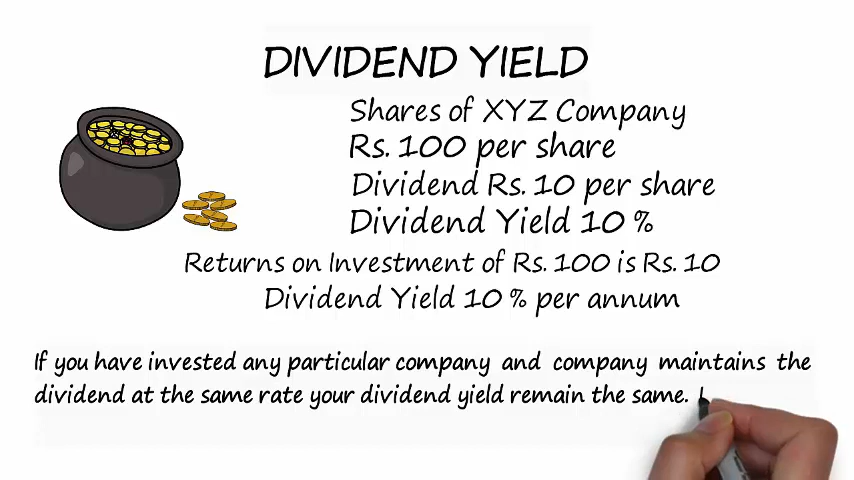 DIVIDEND YIELD
Shares of XYZ Company
Rs. 100 per share
Dividend Rs. 10 per share
Dividend Yield 10 %
Returns on Investment of Rs. 100 is Rs. 10
Dividend Yield 10 % per annum
If you have invested any particular company and company maintains the
dividend at the same rate your dividend yield remain the same.